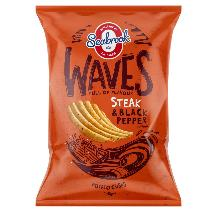 Seabrook
WAVES
FULL OF FLAVOUR
STEAK
& BLACK
PEPPER